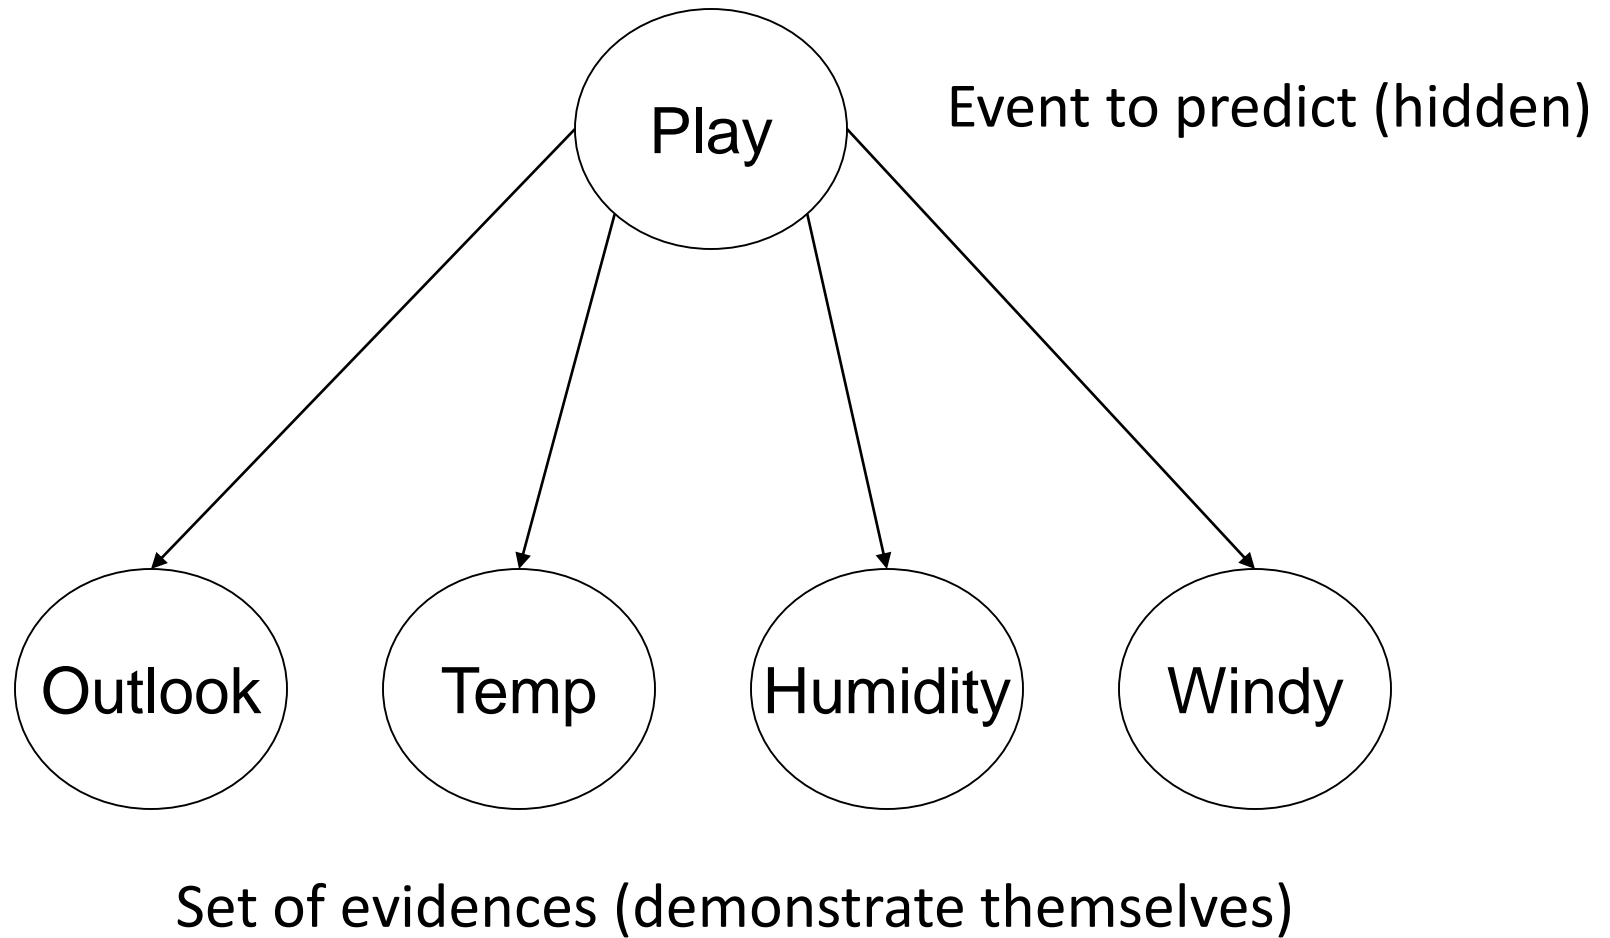 Play
Event to predict (hidden)
Outlook
Temp
Humidity
Windy
Set of evidences (demonstrate themselves)